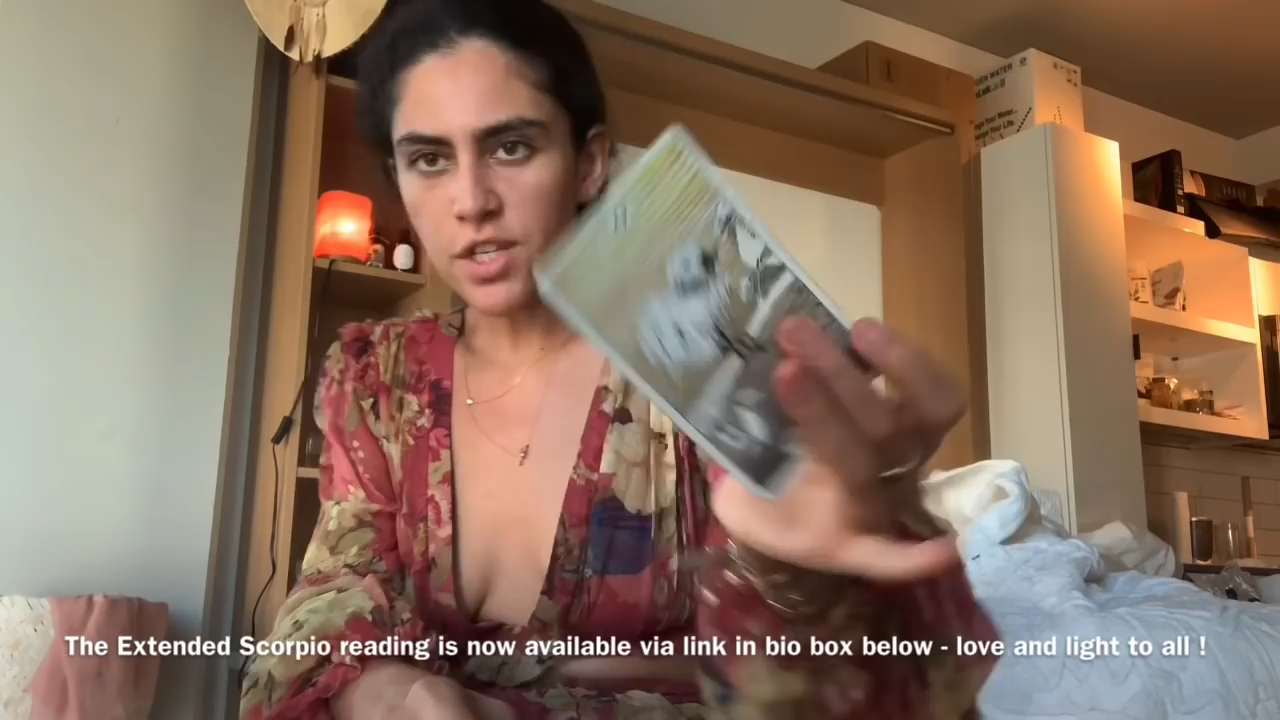 The Extended Scorpio reading is now available via link in bio box below - love and light to all !